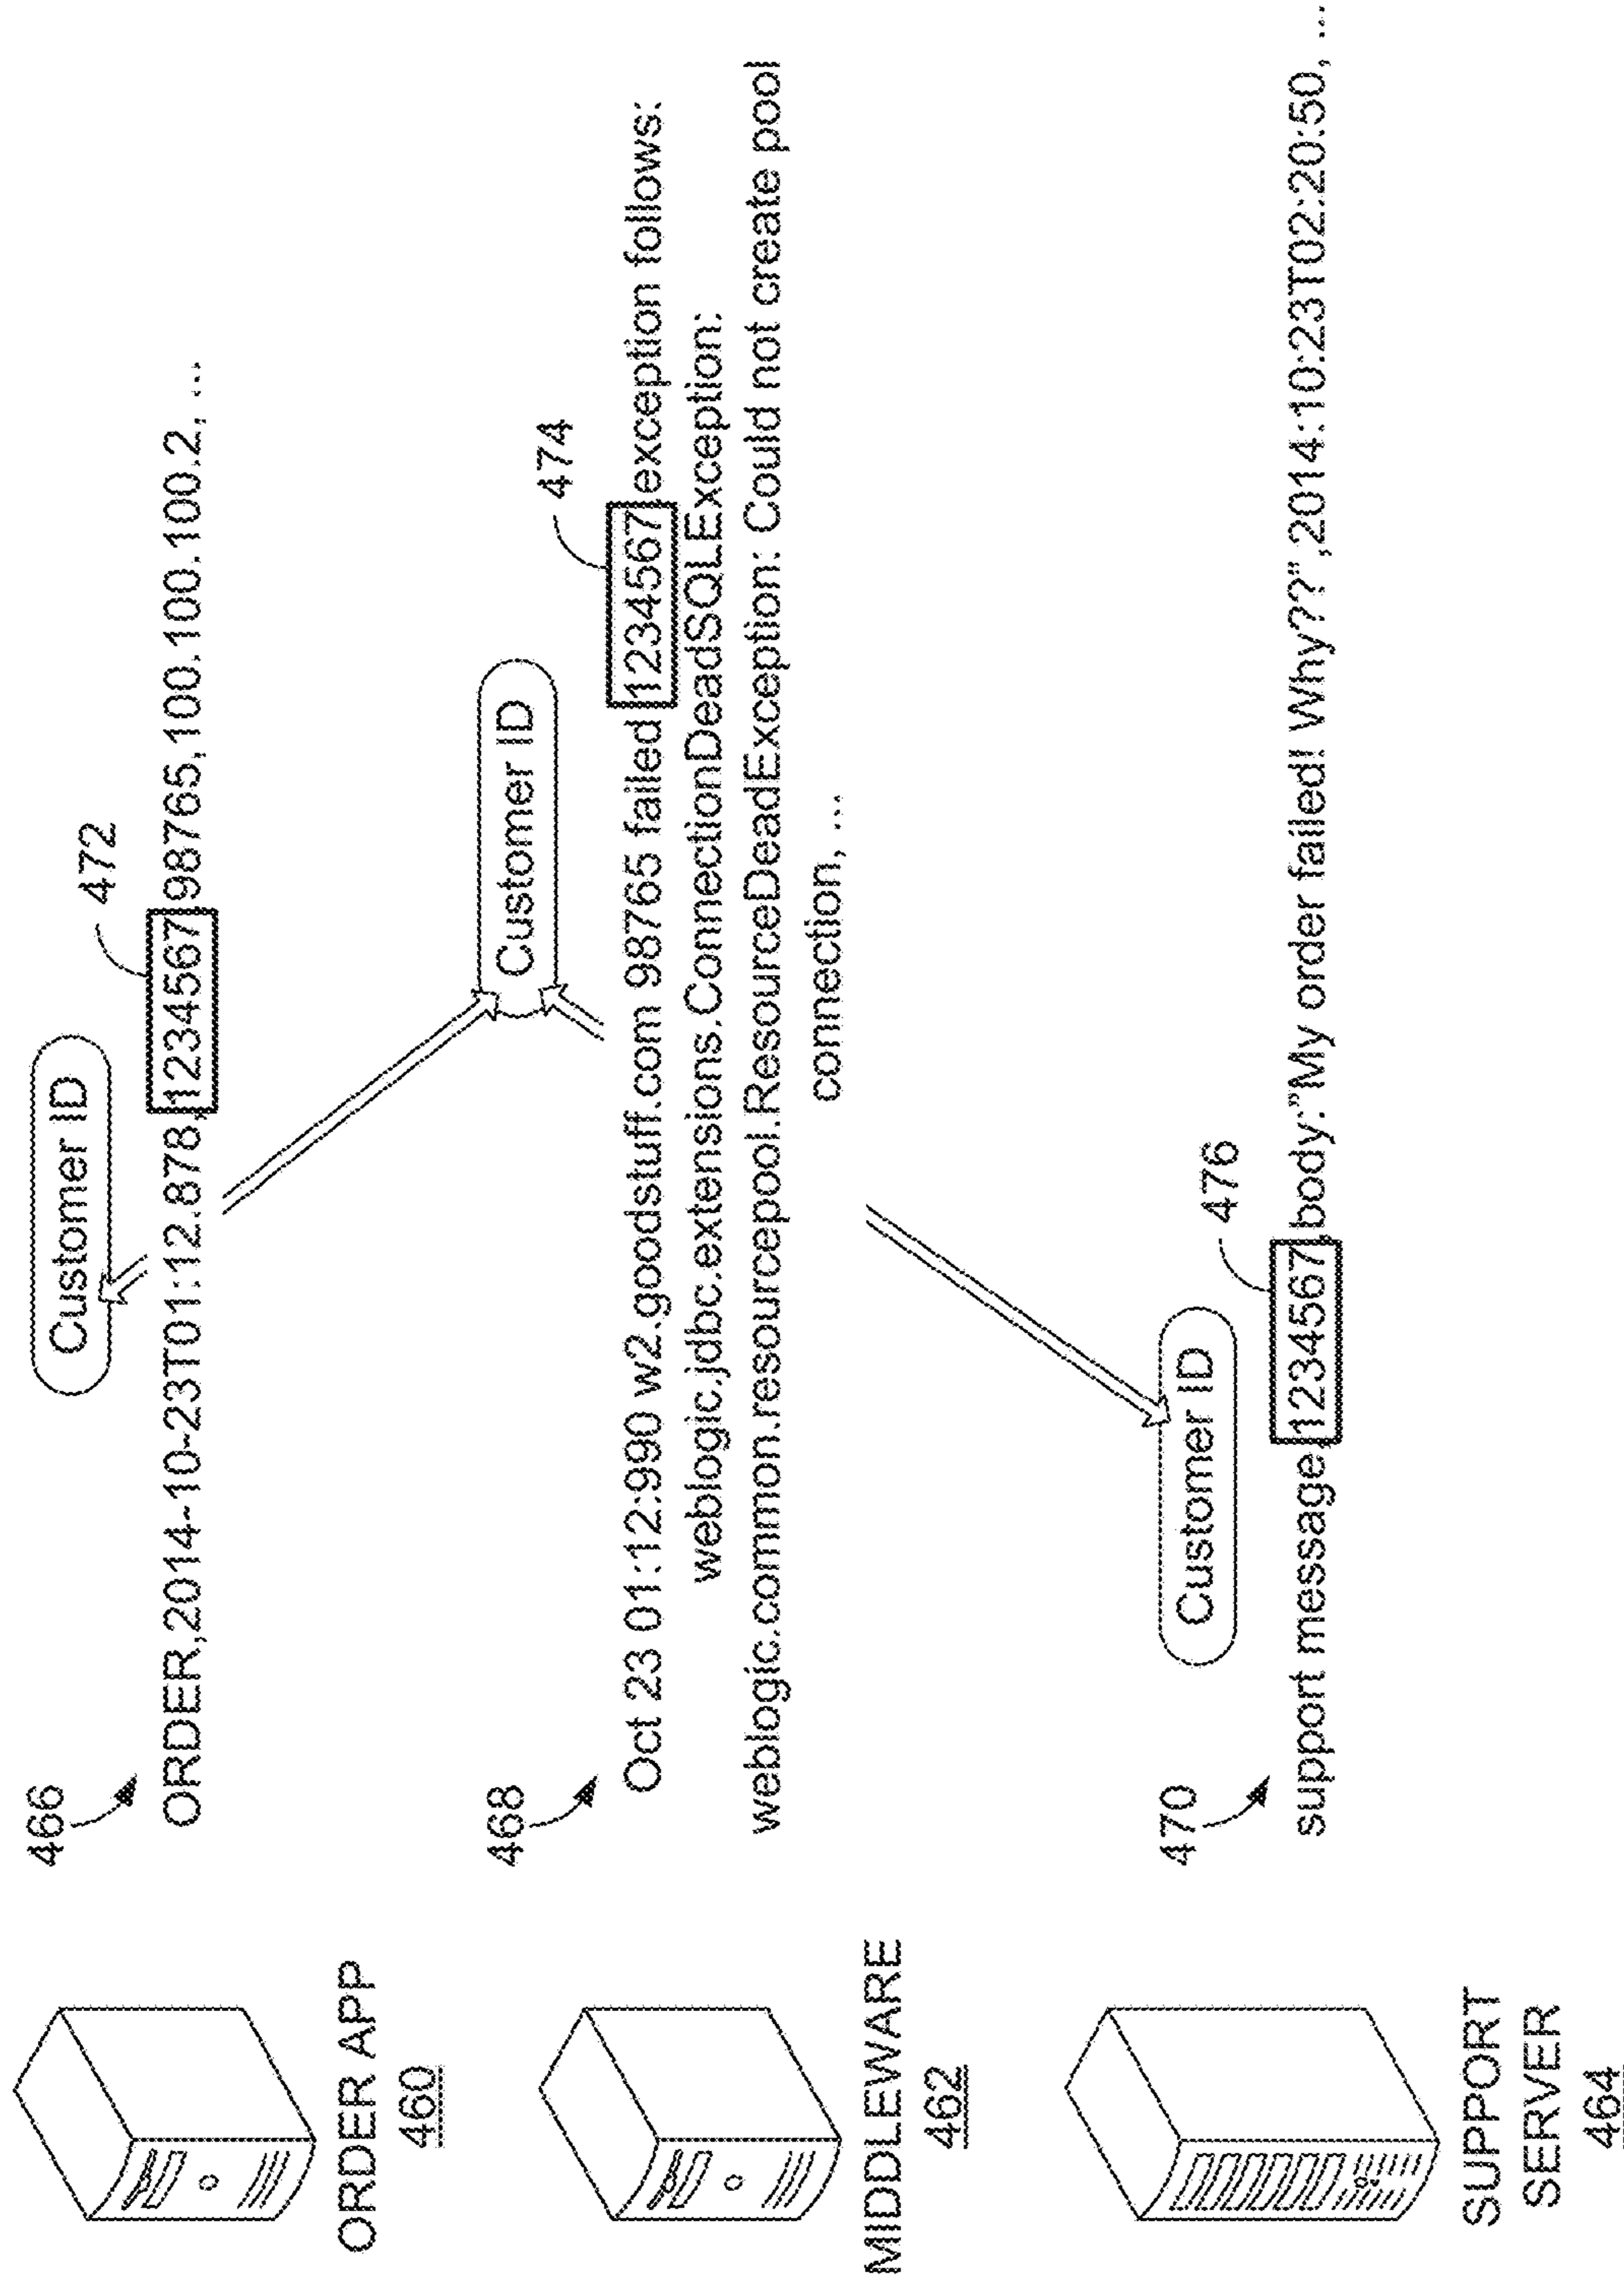 466
Customer ID
472
ORDER,2014-10-23T01:12.878,1234567,98765,100.100.100.2, ...
ORDER APP
460
468
Customer ID
474
Oct 23 01:12:990 w2.goodstuff.com 98765 failed 1234567,exception follows:
weblogic.jdbc.extensions.ConnectionDeadSQLException:
weblogic.common.resourcepool.ResourceDeadException: Could not create pool
connection, ...
MIDDLEWARE
462
470
Customer ID
476
support message,1234567,body:"My order failed! Why??",2014:10:23T02:20:50, ...
SUPPORT
SERVER
464